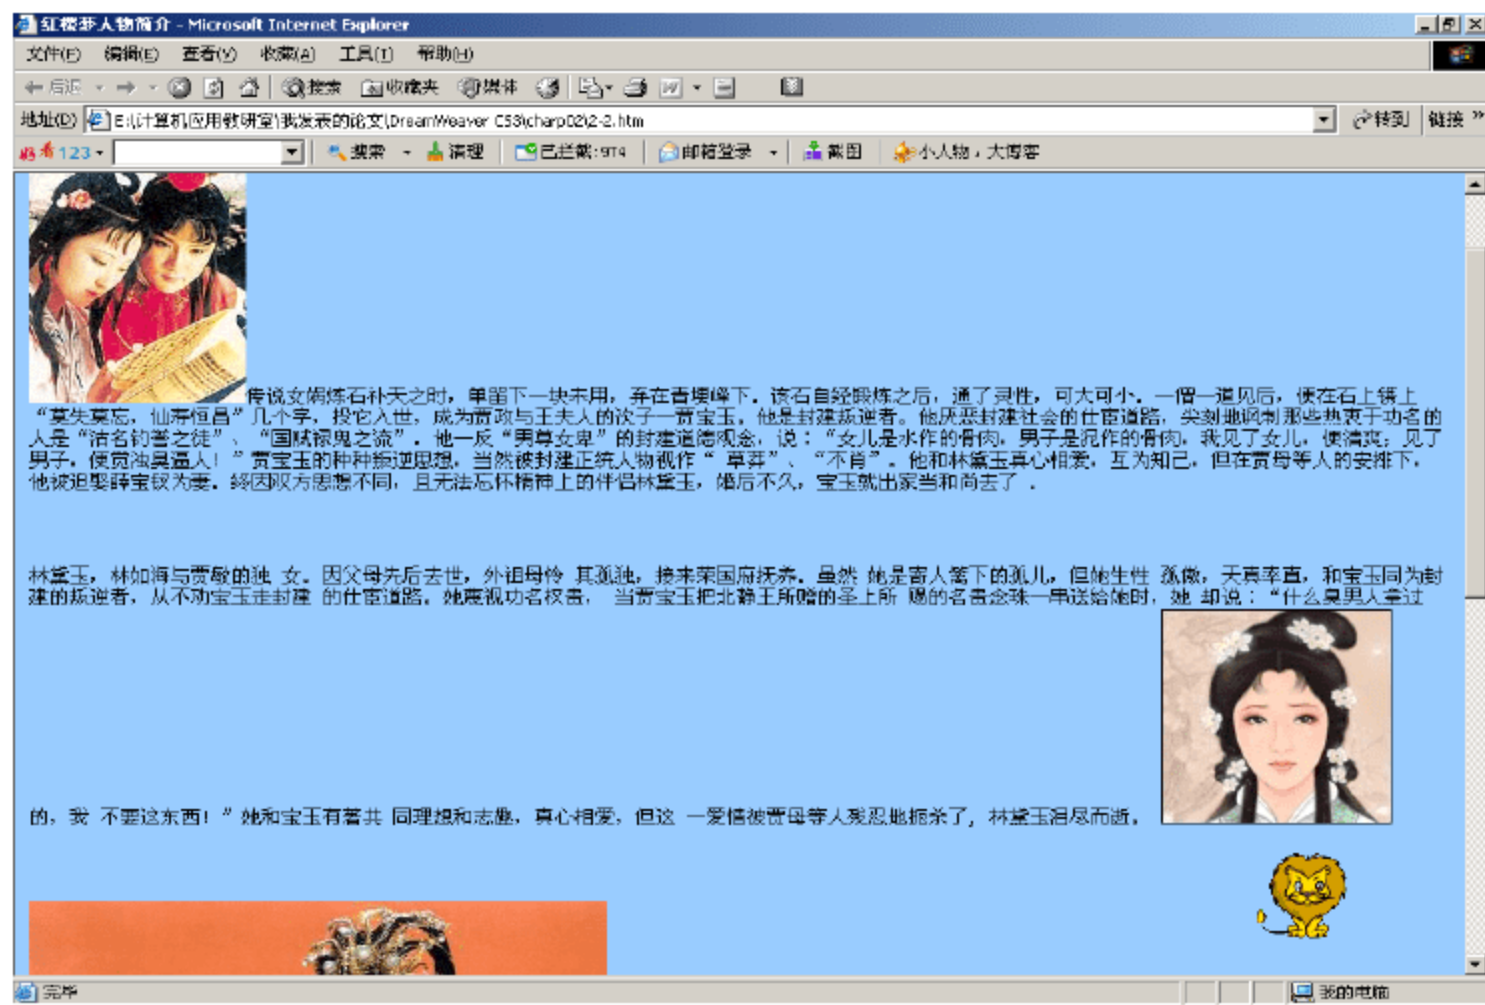 红楼梦人物简介 - Microsoft Internet Explorer
文件(F) 编辑(E) 查看(V) 收藏(A) 工具(T) 帮助(H)
后退 搜索 收藏夹 媒体
地址(D) E:\计算机应用教研室\我发表的论文\DreamWeaver CS3\charp02\2-2.htm 转到 链接 »
123 搜索 清理 已拦截:974 邮箱登录 截图 小人物，大博客
传说女娲炼石补天之时，单留下一块未用，弃在青埂峰下。该石自经锻炼之后，通了灵性，可大可小。一僧一道见后，便在石上镌上
“莫失莫忘，仙寿恒昌”几个字，投它入世，成为贾政与王夫人的次子—贾宝玉。他是封建叛逆者。他厌恶封建社会的仕宦道路，尖刻地讽刺那些热衷于功名的
人是“沽名钓誉之徒”、“国贼禄鬼之流”。他一反“男尊女卑”的封建道德观念，说：“女儿是水作的骨肉，男子是泥作的骨肉，我见了女儿，便清爽；见了
男子，便觉浊臭逼人！”贾宝玉的种种叛逆思想，当然被封建正统人物视作“ 草莽”、“不肖”。他和林黛玉真心相爱，互为知己，但在贾母等人的安排下，
他被迫娶薛宝钗为妻。终因双方思想不同，且无法忘怀精神上的伴侣林黛玉，婚后不久，宝玉就出家当和尚去了 。
林黛玉，林如海与贾敏的独 女。因父母先后去世，外祖母怜 其孤独，接来荣国府抚养。虽然 她是寄人篱下的孤儿，但她生性 孤傲，天真率直，和宝玉同为封
建的叛逆者，从不劝宝玉走封建 的仕宦道路。她蔑视功名权贵， 当贾宝玉把北静王所赠的圣上所 赐的名贵念珠一串送给她时，她 却说：“什么臭男人拿过
的，我 不要这东西！”她和宝玉有著共 同理想和志趣，真心相爱，但这 一爱情被贾母等人残忍地扼杀了，林黛玉泪尽而逝。
完毕 我的电脑